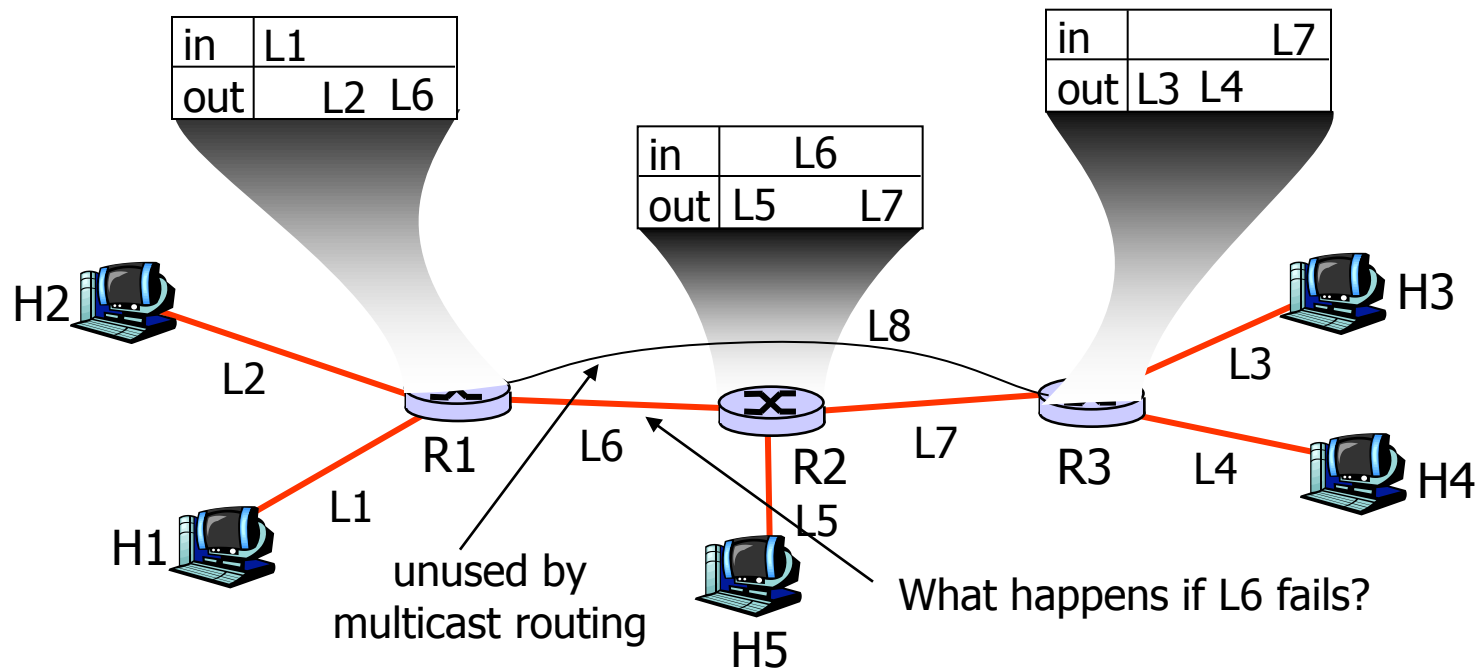 in L1
out L2 L6
in L7
out L3 L4
in L6
out L5 L7
H2
H3
L8
L2
L3
R1
L6
R2
L7
R3
L4
H4
L1
L5
H1
unused by
multicast routing
What happens if L6 fails?
H5